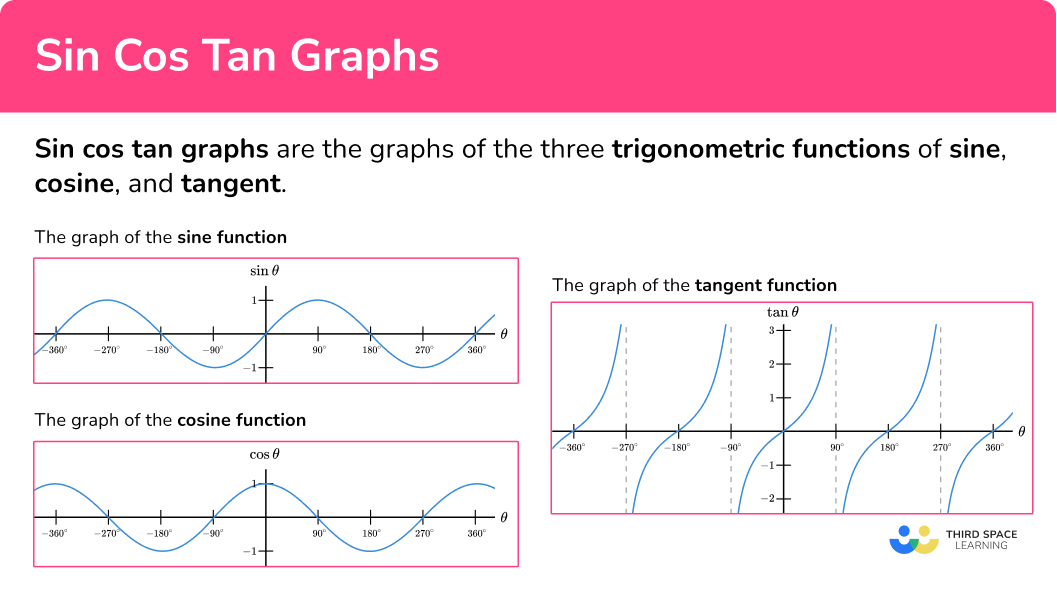 Sin Cos Tan Graphs
Sin cos tan graphs are the graphs of the three trigonometric functions of sine,
cosine, and tangent.
The graph of the sine function
sin θ
1
θ
−360° −270° −180° −90° 90° 180° 270° 360°
−1
The graph of the cosine function
cos θ
1
θ
−360° −270° −180° −90° 90° 180° 270° 360°
−1
The graph of the tangent function
tan θ
3
2
1
θ
−360° −270° −180° −90° 90° 180° 270° 360°
−1
−2
THIRD SPACE
LEARNING